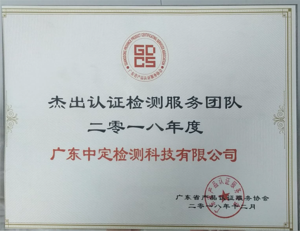 GDCS
杰出认证检测服务团队
二零一八年度
广东中定检测科技有限公司
广东省产品认证服务协会
二零一八年十二月